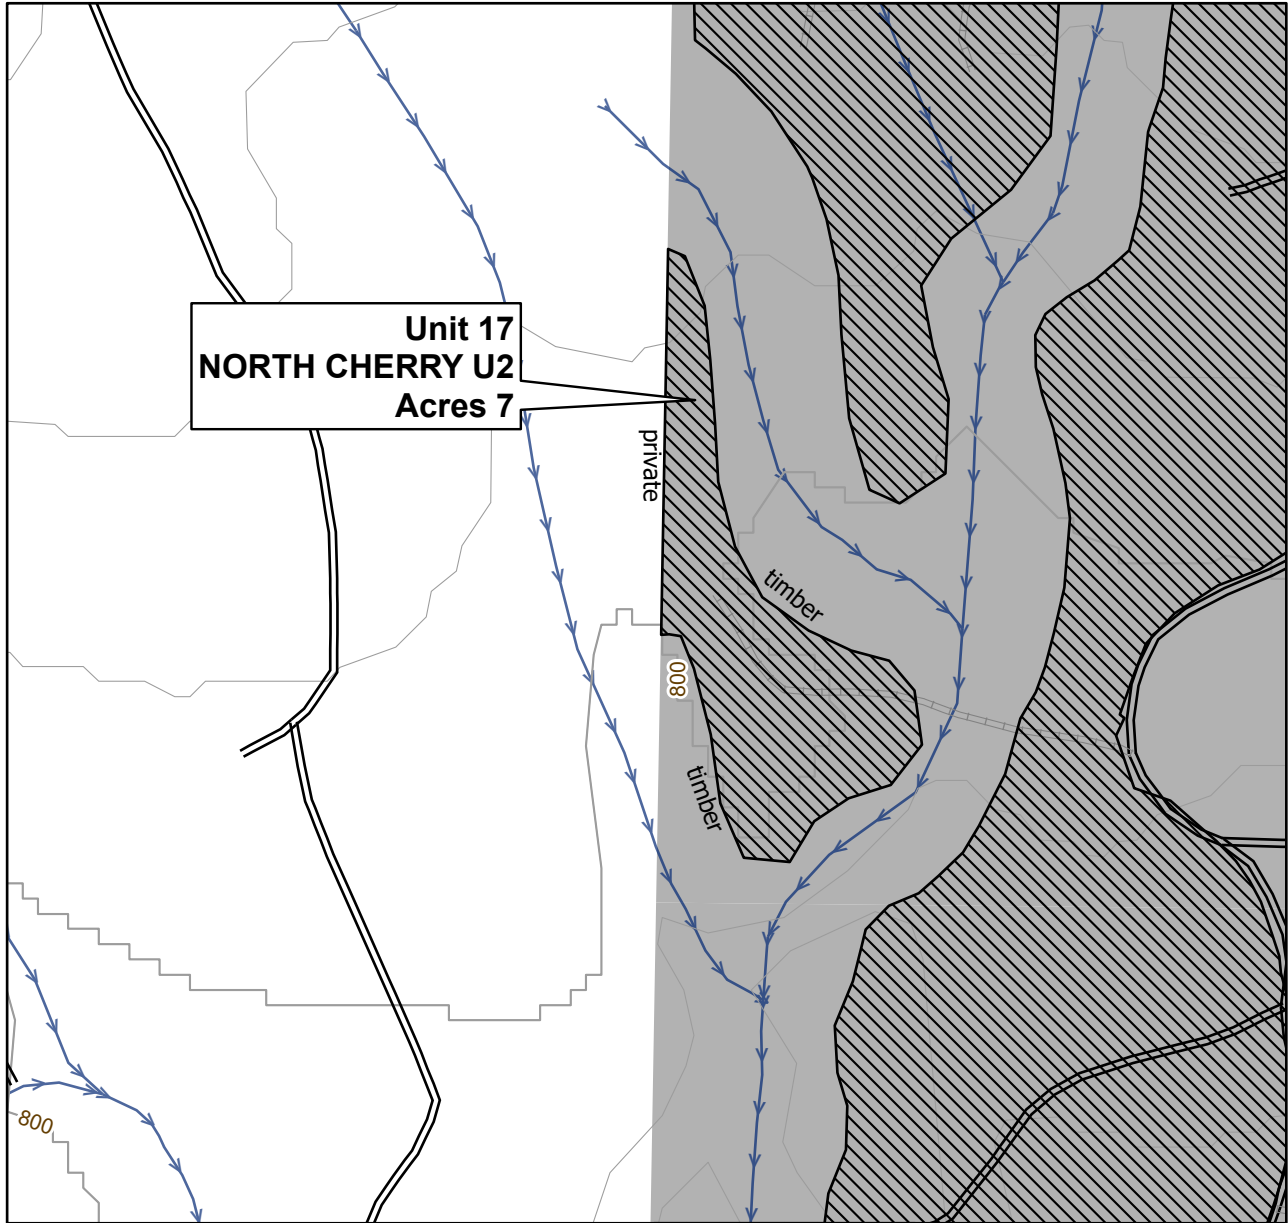 Unit 17
NORTH CHERRY U2
Acres 7
private
timber
800
timber
800